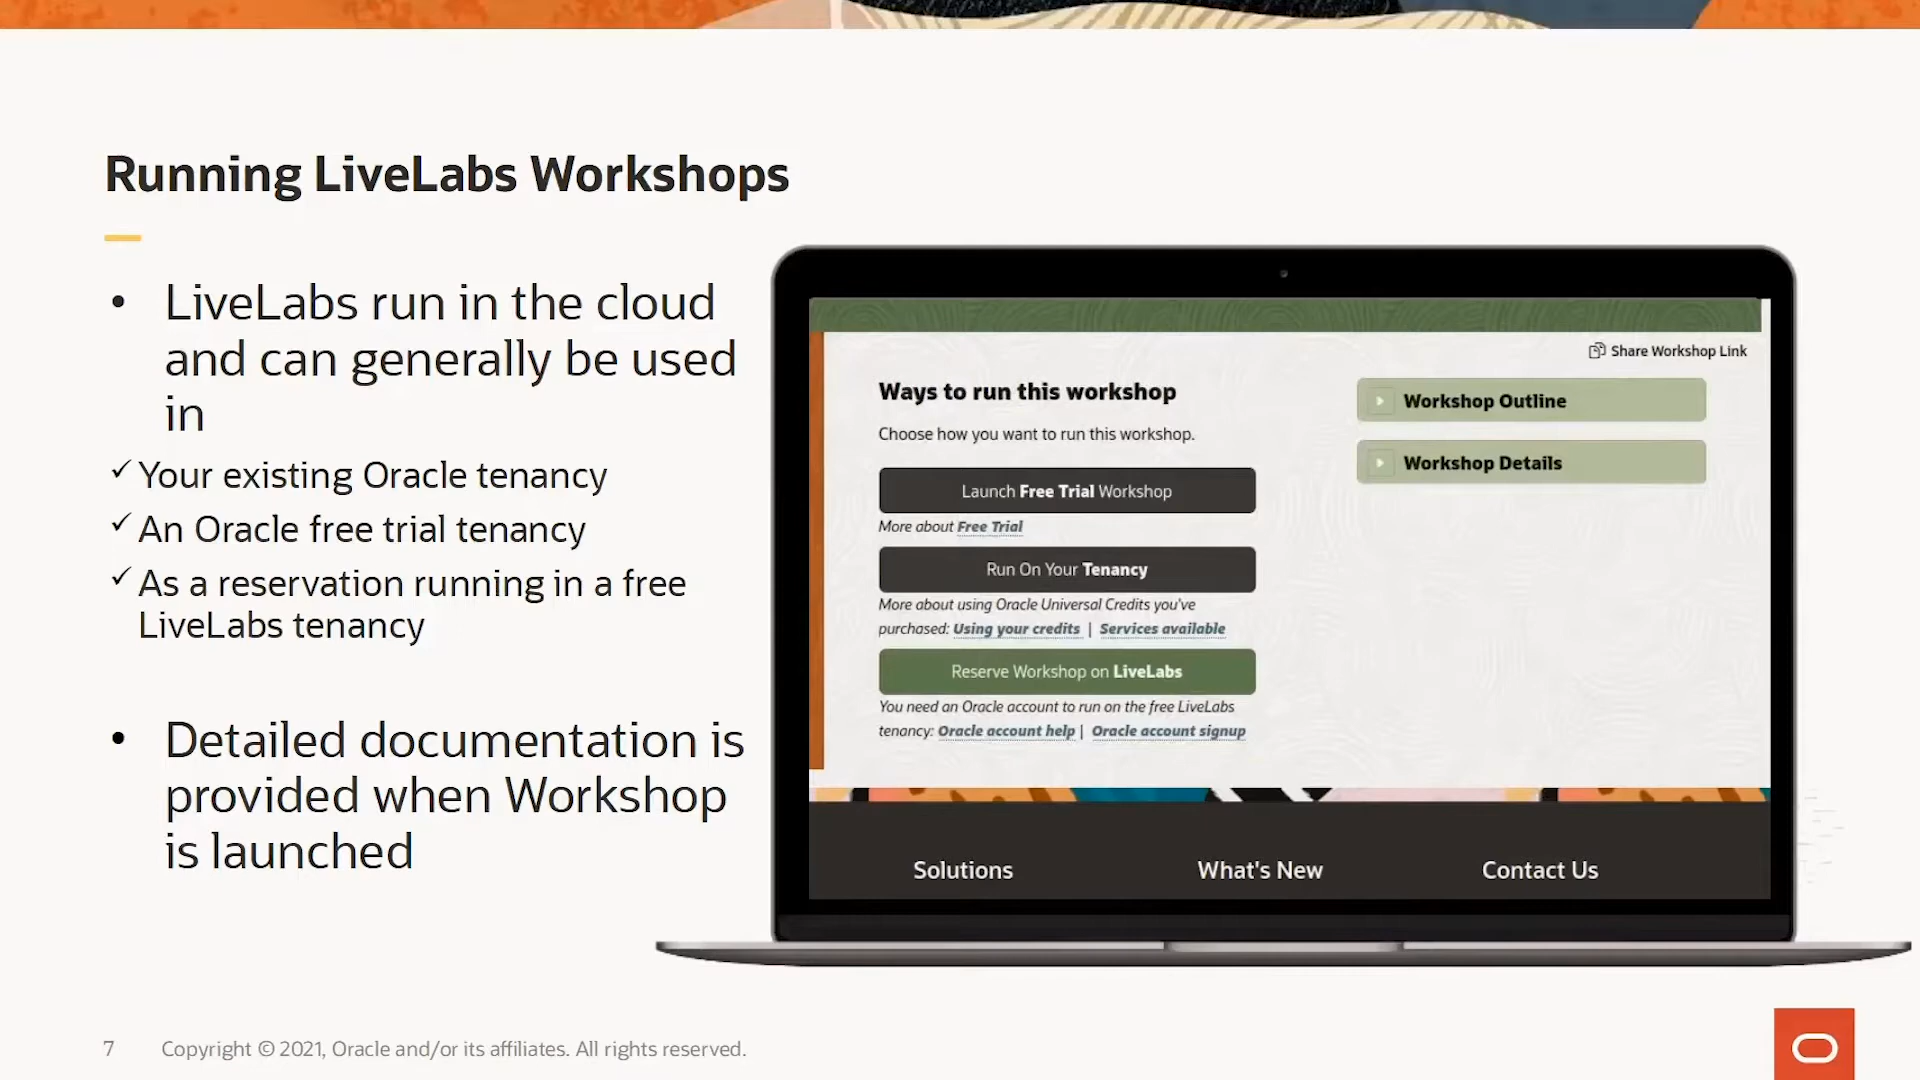 Running LiveLabs Workshops
• LiveLabs run in the cloud
and can generally be used
in
✓ Your existing Oracle tenancy
✓ An Oracle free trial tenancy
✓ As a reservation running in a free
LiveLabs tenancy
• Detailed documentation is
provided when Workshop
is launched
Share Workshop Link
Ways to run this workshop
Choose how you want to run this workshop.
Launch Free Trial Workshop
More about Free Trial
Run On Your Tenancy
More about using Oracle Universal Credits you've
purchased: Using your credits | Services available
Reserve Workshop on LiveLabs
You need an Oracle account to run on the free LiveLabs
tenancy: Oracle account help | Oracle account signup
Workshop Outline
Workshop Details
Solutions
What's New
Contact Us
7
Copyright © 2021, Oracle and/or its affiliates. All rights reserved.